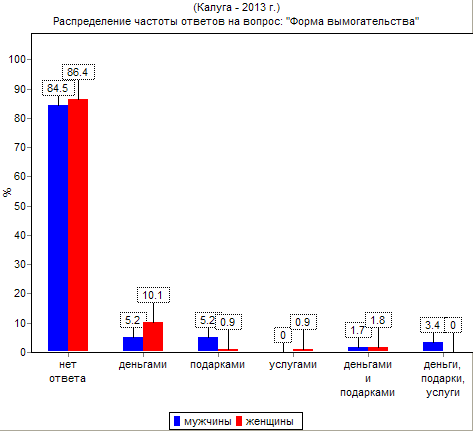 (Калуга - 2013 г.)
Распределение частоты ответов на вопрос: "Форма вымогательства"
100
90
80
70
60
50
40
30
20
10
0
%
84.5
86.4
5.2
10.1
5.2
0.9
0
0.9
1.7
1.8
3.4
0
нет
ответа
деньгами
подарками
услугами
деньгами
и
подарками
деньги,
подарки,
услуги
мужчины
женщины